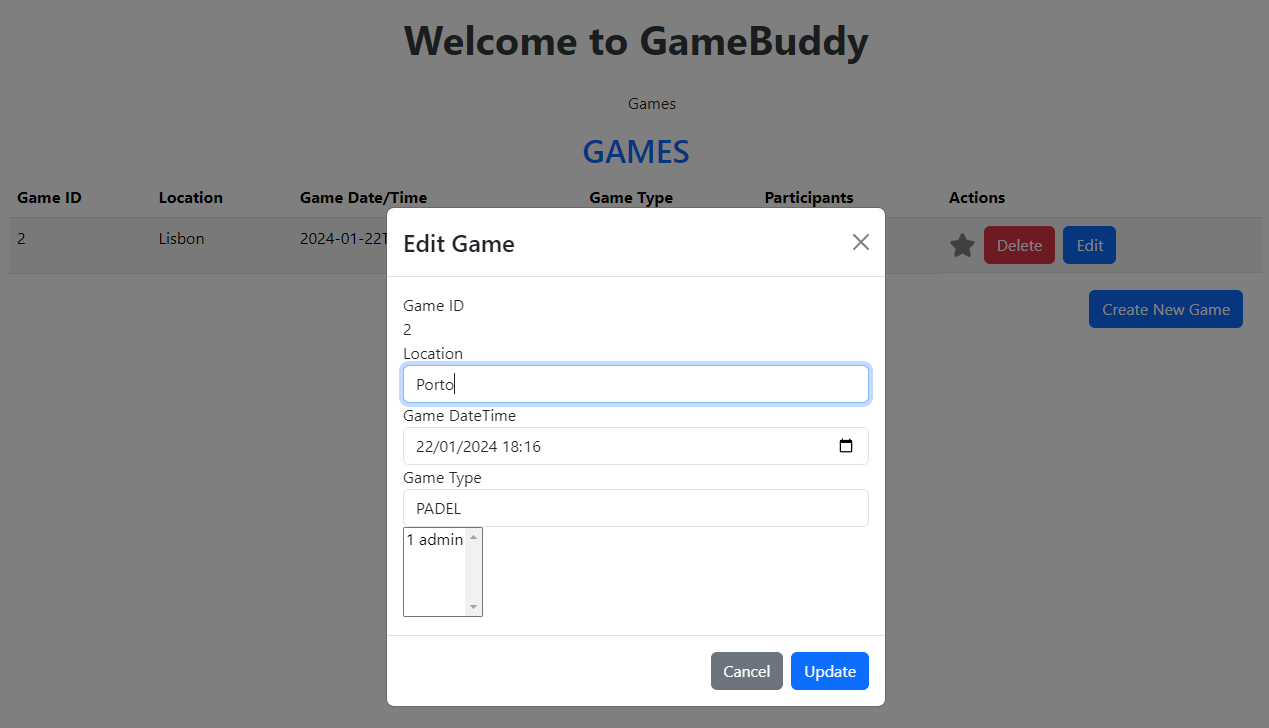 Welcome to GameBuddy
Games
GAMES
Game ID Location Game Date/Time Game Type Participants Actions
2 Lisbon 2024-01-22T Delete Edit
Create New Game
Edit Game
Game ID
2
Location
Porto
Game DateTime
22/01/2024 18:16
Game Type
PADEL
1 admin
Cancel Update